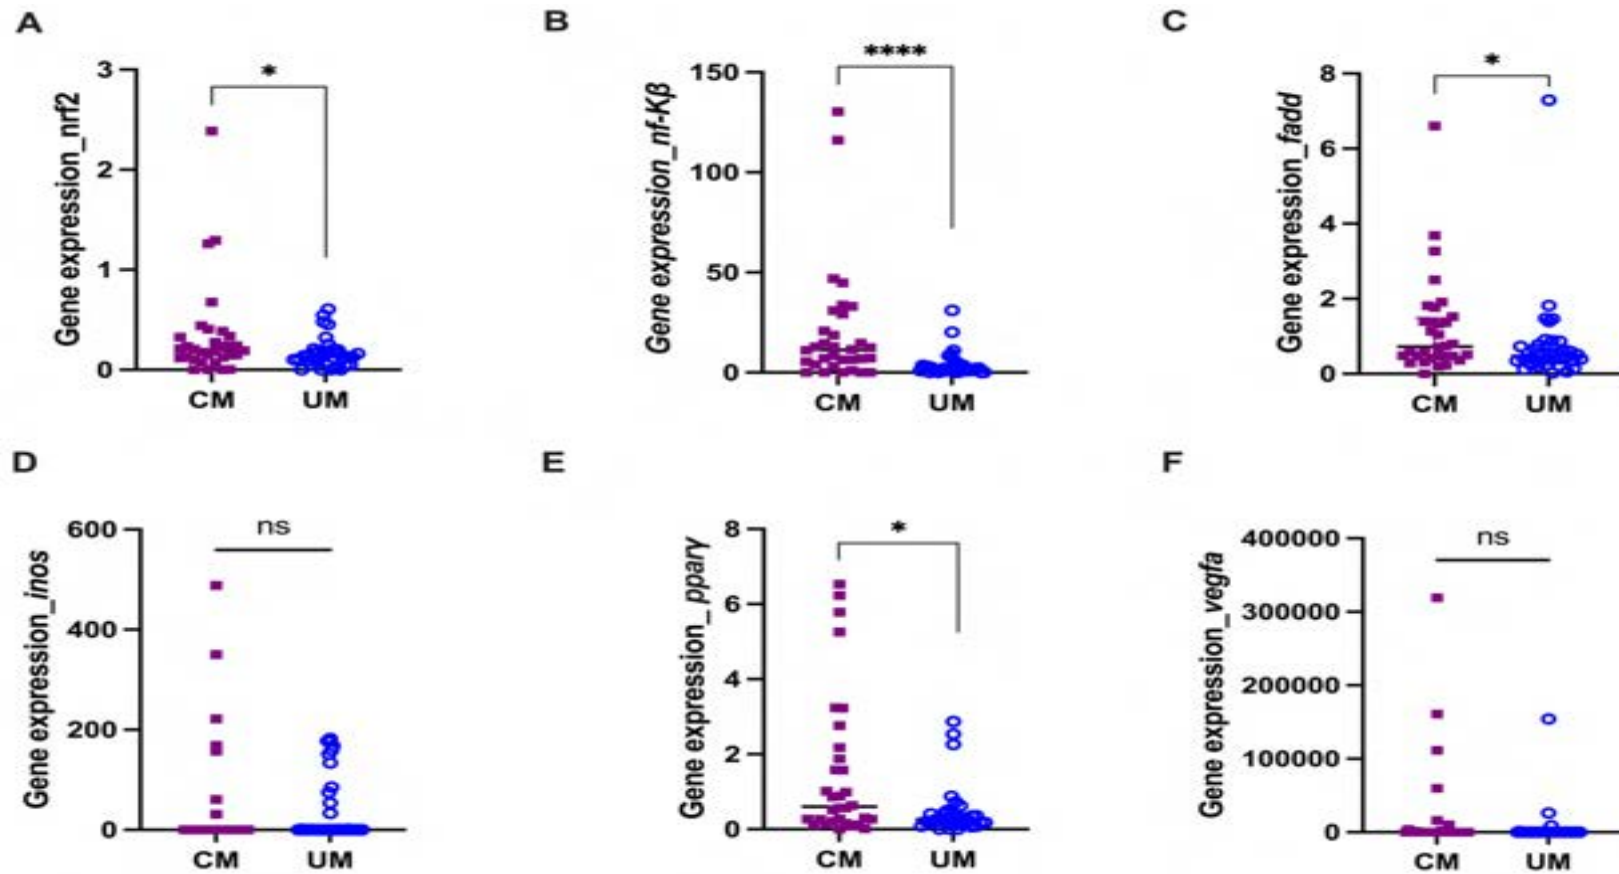 A
B
C
*
****
*
Gene expression_nrf2
3
2
1
0
CM
UM
Gene expression_nf-Kβ
150
100
50
0
CM
UM
Gene expression_fadd
8
6
4
2
0
CM
UM
D
E
F
ns
*
ns
Gene expression_inos
600
400
200
0
CM
UM
Gene expression_ pparγ
8
6
4
2
0
CM
UM
Gene expression_vegfa
400000
300000
200000
100000
0
CM
UM